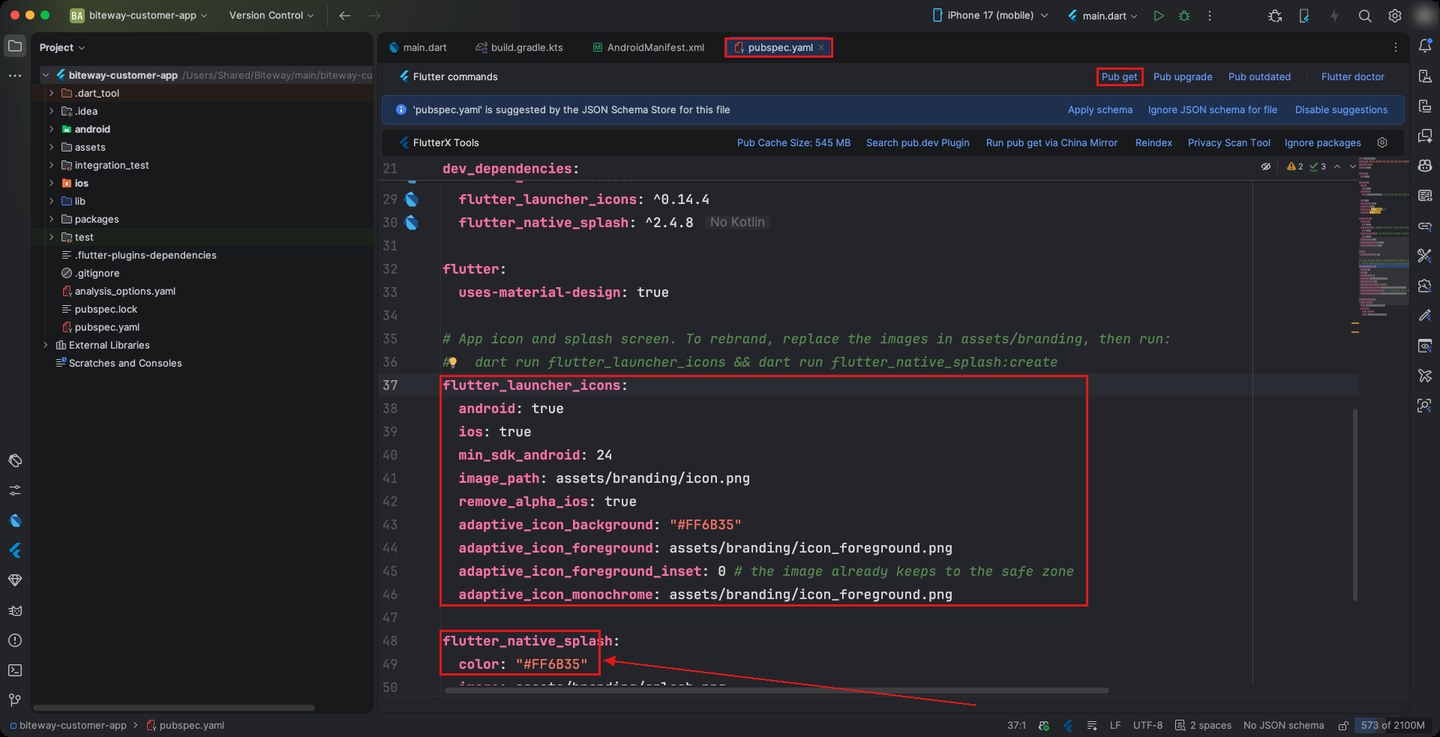 BA biteway-customer-app Version Control iPhone 17 (mobile) main.dart
Project
main.dart build.gradle.kts AndroidManifest.xml pubspec.yaml
biteway-customer-app /Users/Shared/Biteway/main/biteway-cu
.dart_tool
.idea
android
assets
integration_test
ios
lib
packages
test
.flutter-plugins-dependencies
.gitignore
analysis_options.yaml
pubspec.lock
pubspec.yaml
External Libraries
Scratches and Consoles
Flutter commands Pub get Pub upgrade Pub outdated Flutter doctor
'pubspec.yaml' is suggested by the JSON Schema Store for this file Apply schema Ignore JSON schema for file Disable suggestions
FlutterX Tools Pub Cache Size: 545 MB Search pub.dev Plugin Run pub get via China Mirror Reindex Privacy Scan Tool Ignore packages
21 dev_dependencies: 2 3
29 flutter_launcher_icons: ^0.14.4
30 flutter_native_splash: ^2.4.8 No Kotlin
31
32 flutter:
33 uses-material-design: true
34
35 # App icon and splash screen. To rebrand, replace the images in assets/branding, then run:
36 # dart run flutter_launcher_icons && dart run flutter_native_splash:create
37 flutter_launcher_icons:
38 android: true
39 ios: true
40 min_sdk_android: 24
41 image_path: assets/branding/icon.png
42 remove_alpha_ios: true
43 adaptive_icon_background: "#FF6B35"
44 adaptive_icon_foreground: assets/branding/icon_foreground.png
45 adaptive_icon_foreground_inset: 0 # the image already keeps to the safe zone
46 adaptive_icon_monochrome: assets/branding/icon_foreground.png
47
48 flutter_native_splash:
49 color: "#FF6B35"
50
biteway-customer-app pubspec.yaml 37:1 LF UTF-8 2 spaces No JSON schema 573 of 2100M